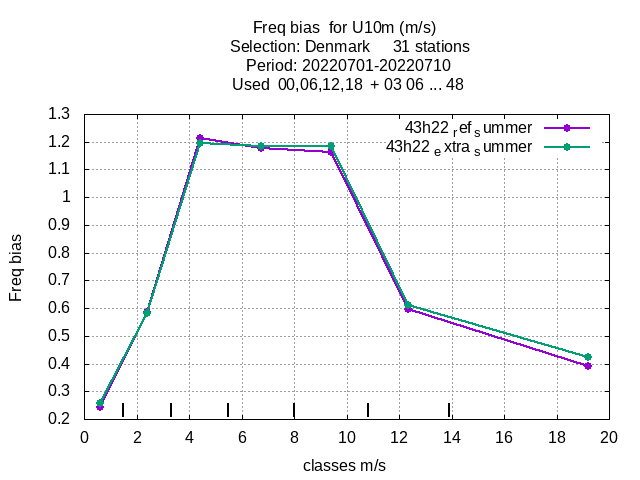 Freq bias for U10m (m/s)
Selection: Denmark 31 stations
Period: 20220701-20220710
Used 00,06,12,18 + 03 06 ... 48
43h22 ref summer
43h22 extra summer
1.3
1.2
1.1
1
0.9
0.8
0.7
0.6
0.5
0.4
0.3
0.2
Freq bias
0 2 4 6 8 10 12 14 16 18 20
classes m/s